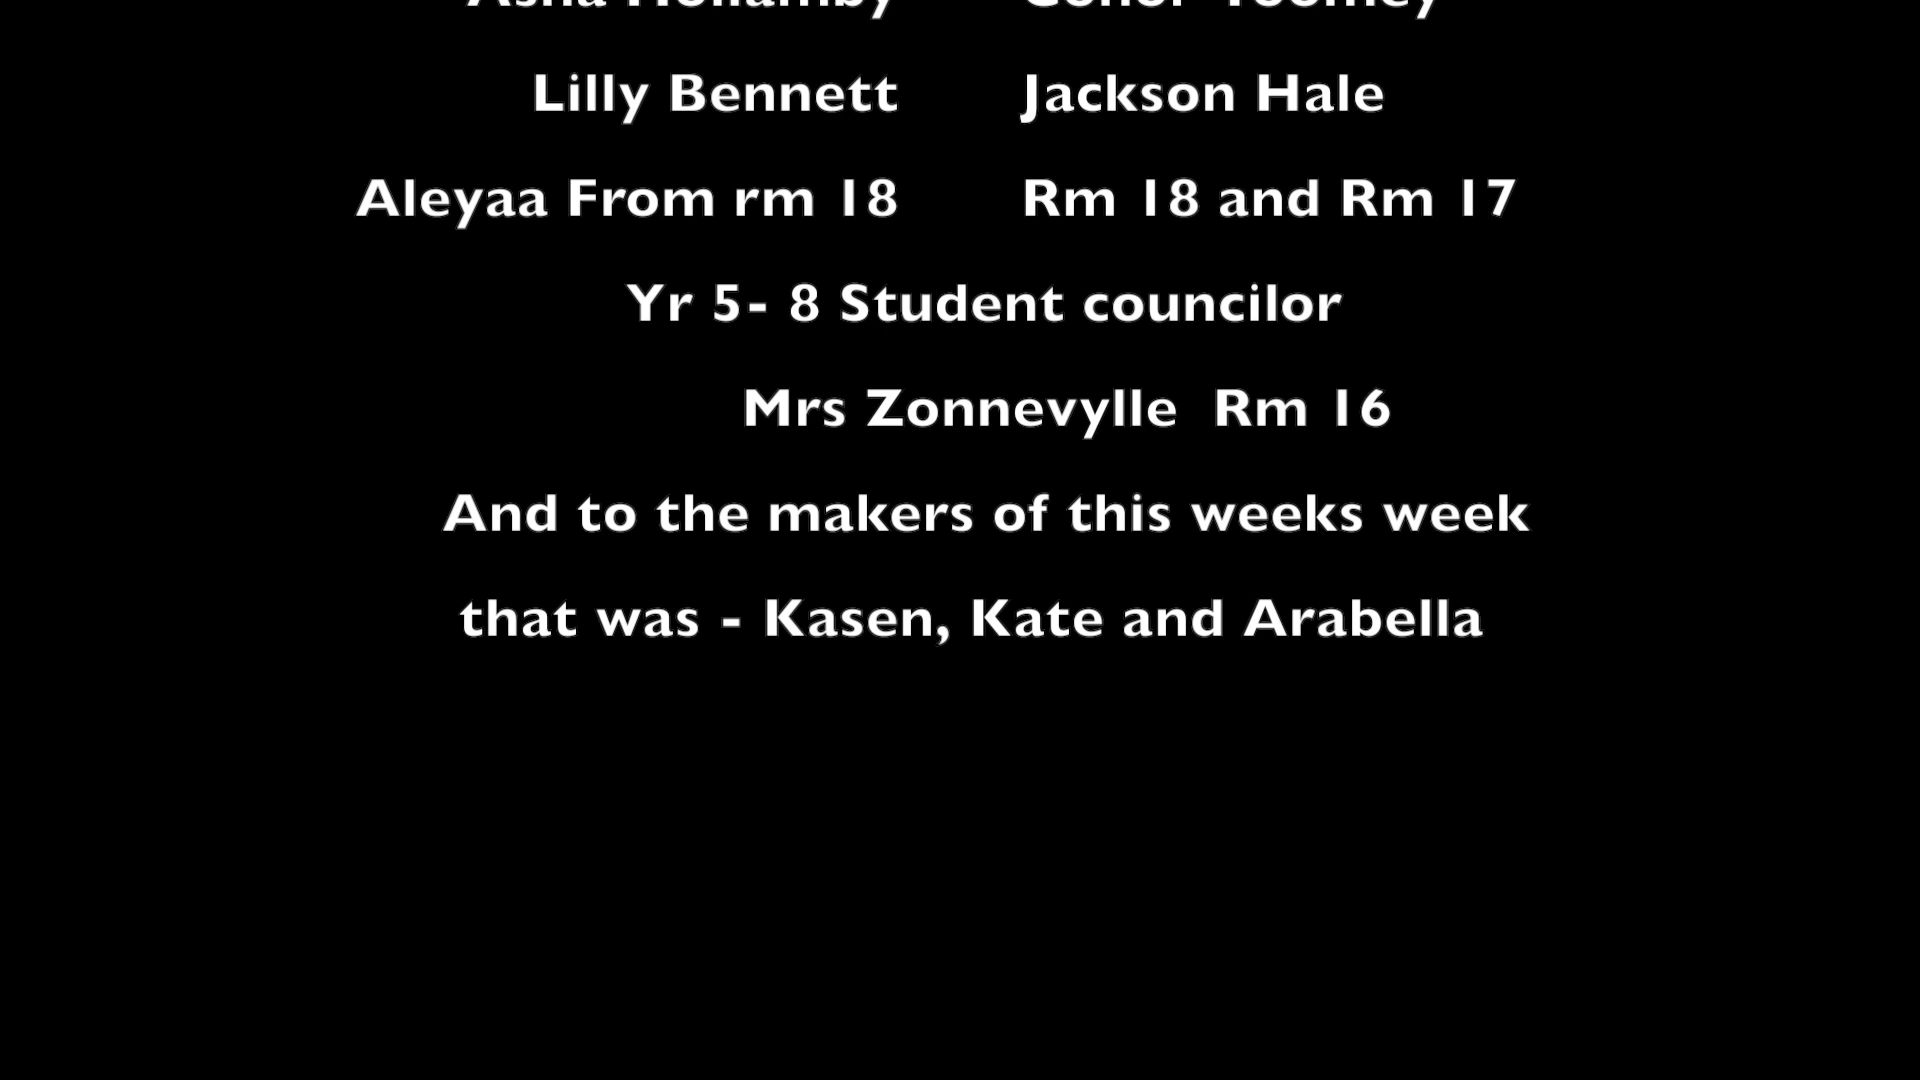 Lilly Bennett Jackson Hale
Aleyaa From rm 18 Rm 18 and Rm 17
Yr 5- 8 Student councilor
Mrs Zonnevylle Rm 16
And to the makers of this weeks week
that was - Kasen, Kate and Arabella